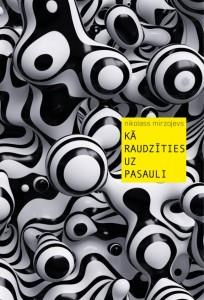 nikolass mirzojevs
KĀ
RAUDZĪTIES
UZ
PASAULI